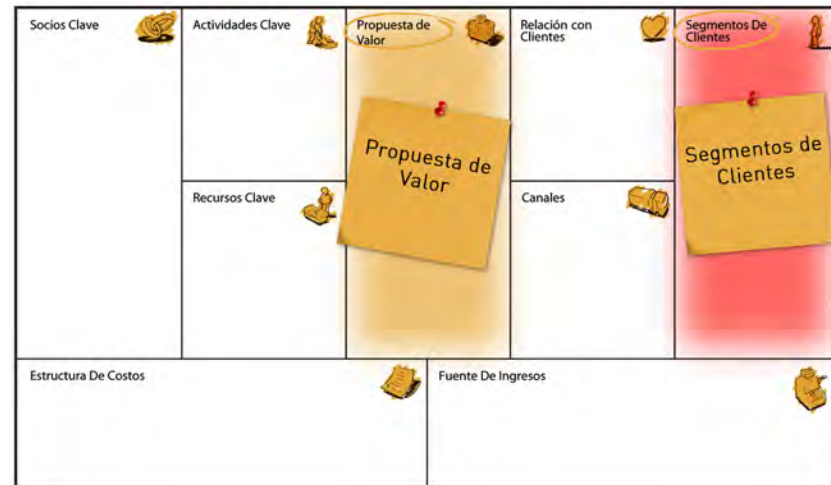 Socios Clave
Actividades Clave
Propuesta de
Valor
Relación con
Clientes
Segmentos De
Clientes
Propuesta de
Valor
Segmentos de
Clientes
Recursos Clave
Canales
Estructura De Costos
Fuente De Ingresos